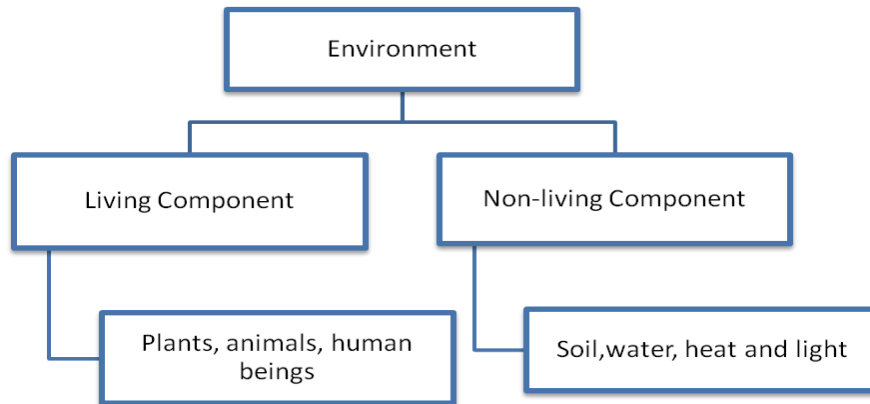 Environment
Living Component
Non-living Component
Plants, animals, human
beings
Soil,water, heat and light